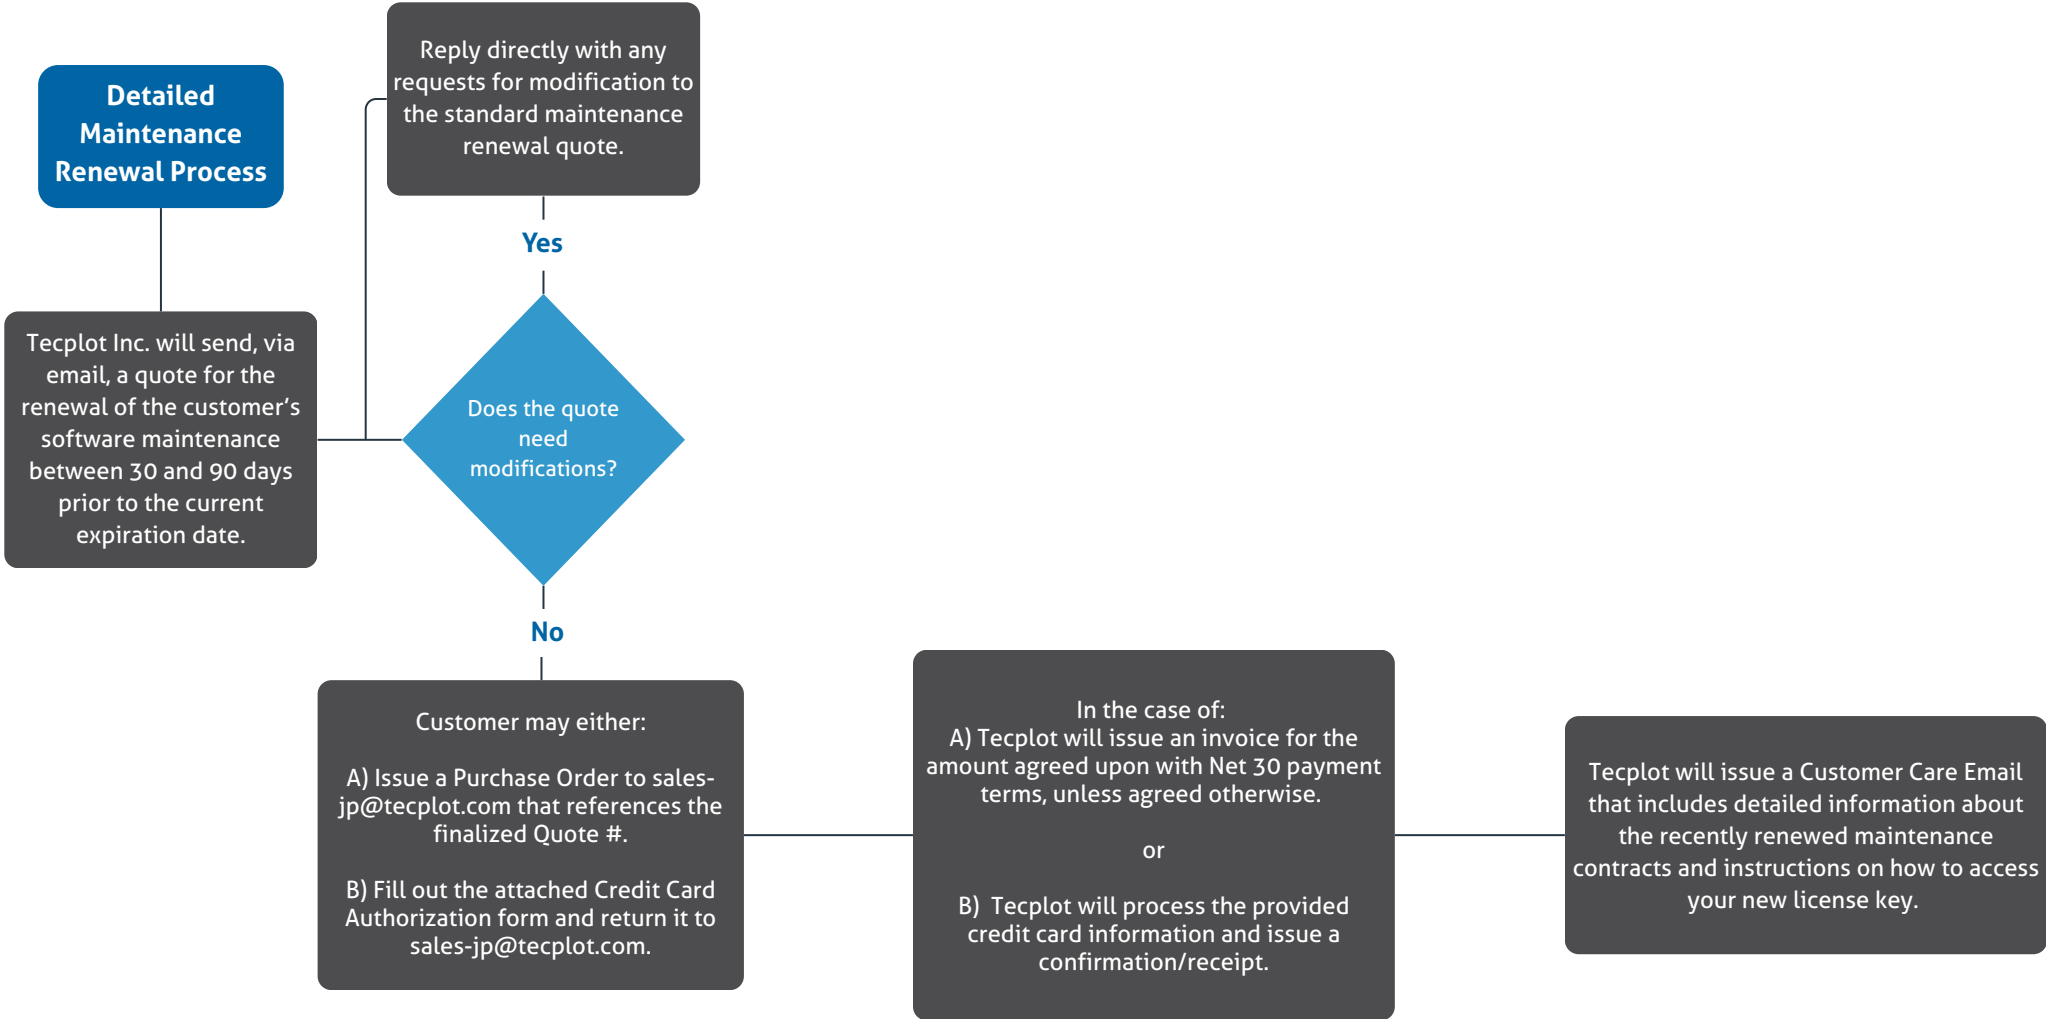 Detailed
Maintenance
Renewal Process
Tecplot Inc. will send, via
email, a quote for the
renewal of the customer‘s
software maintenance
between 30 and 90 days
prior to the current
expiration date.
Reply directly with any
requests for modification to
the standard maintenance
renewal quote.
Yes
Does the quote
need
modifications?
No
Customer may either:
A) Issue a Purchase Order to sales-
jp@tecplot.com that references the
finalized Quote #.
B) Fill out the attached Credit Card
Authorization form and return it to
sales-jp@tecplot.com.
In the case of:
A) Tecplot will issue an invoice for the
amount agreed upon with Net 30 payment
terms, unless agreed otherwise.
or
B) Tecplot will process the provided
credit card information and issue a
confirmation/receipt.
Tecplot will issue a Customer Care Email
that includes detailed information about
the recently renewed maintenance
contracts and instructions on how to access
your new license key.